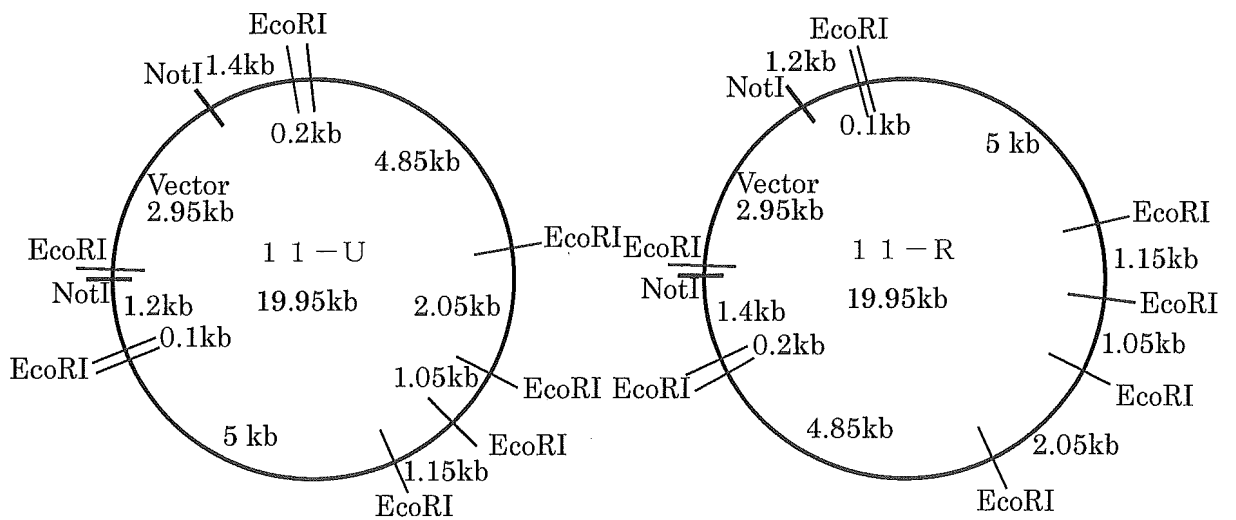 EcoRI
NotI
1.4kb
0.2kb
4.85kb
Vector
2.95kb
EcoRI
NotI
11-U
19.95kb
EcoRI
2.05kb
1.2kb
0.1kb
EcoRI
1.05kb
EcoRI
5 kb
EcoRI
1.15kb
EcoRI
EcoRI
1.2kb
NotI
0.1kb
5 kb
Vector
2.95kb
EcoRI
EcoRI
NotI
11-R
19.95kb
1.15kb
EcoRI
1.4kb
0.2kb
EcoRI
1.05kb
EcoRI
4.85kb
2.05kb
EcoRI